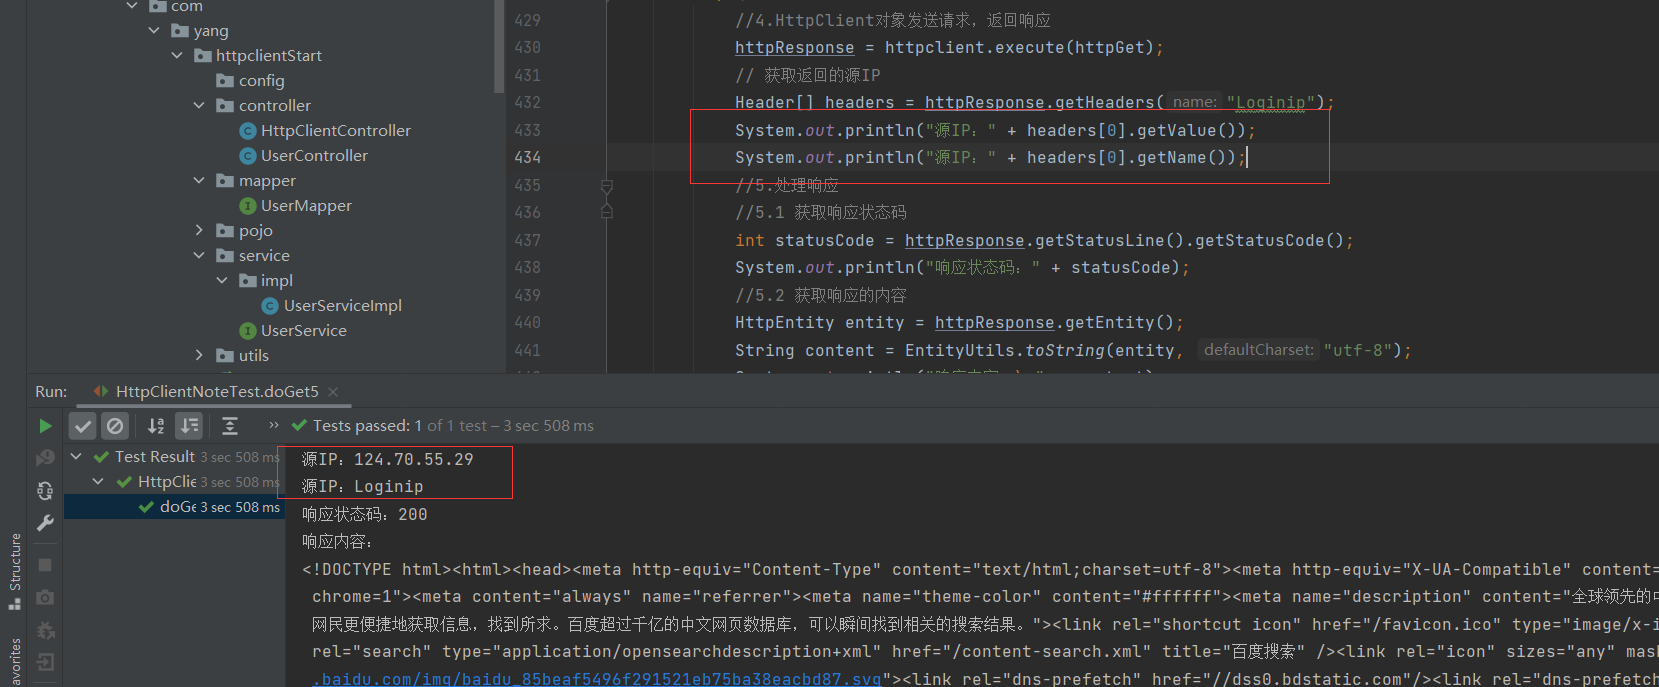 com
yang
httpclientStart
config
controller
HttpClientController
UserController
mapper
UserMapper
pojo
service
impl
UserServiceImpl
UserService
utils
429 //4.HttpClient对象发送请求，返回响应
430 httpResponse = httpclient.execute(httpGet);
431 // 获取返回的源IP
432 Header[] headers = httpResponse.getHeaders( name: "Loginip");
433 System.out.println("源IP：" + headers[0].getValue());
434 System.out.println("源IP：" + headers[0].getName());
435 //5.处理响应
436 //5.1 获取响应状态码
437 int statusCode = httpResponse.getStatusLine().getStatusCode();
438 System.out.println("响应状态码：" + statusCode);
439 //5.2 获取响应的内容
440 HttpEntity entity = httpResponse.getEntity();
441 String content = EntityUtils.toString(entity, defaultCharset: "utf-8");
Run: HttpClientNoteTest.doGet5
Tests passed: 1 of 1 test – 3 sec 508 ms
Test Result 3 sec 508 ms
HttpClie 3 sec 508 ms
doGe 3 sec 508 ms
源IP：124.70.55.29
源IP：Loginip
响应状态码：200
响应内容：
<!DOCTYPE html><html><head><meta http-equiv="Content-Type" content="text/html;charset=utf-8"><meta http-equiv="X-UA-Compatible" content=
chrome=1"><meta content="always" name="referrer"><meta name="theme-color" content="#ffffff"><meta name="description" content="全球领先的中
网民更便捷地获取信息，找到所求。百度超过千亿的中文网页数据库，可以瞬间找到相关的搜索结果。"><link rel="shortcut icon" href="/favicon.ico" type="image/x-i
rel="search" type="application/opensearchdescription+xml" href="/content-search.xml" title="百度搜索" /><link rel="icon" sizes="any" mas
.baidu.com/img/baidu_85beaf5496f291521eb75ba38eacbd87.svg"><link rel="dns-prefetch" href="//dss0.bdstatic.com"/><link rel="dns-prefetch
Structure
avorites